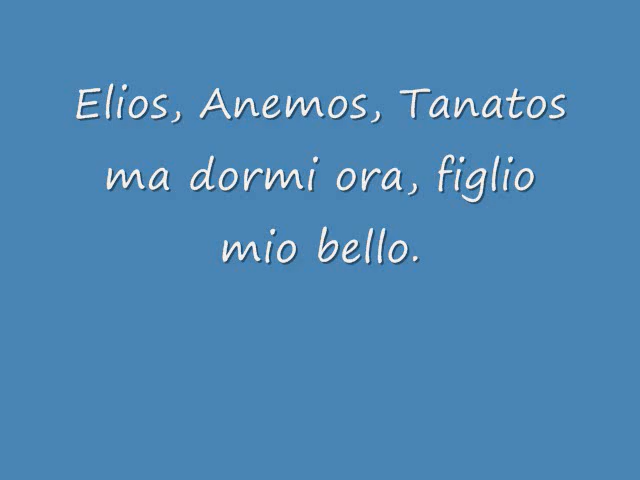 Elios, Anemos, Tanatos
ma dormi ora, figlio
mio bello.